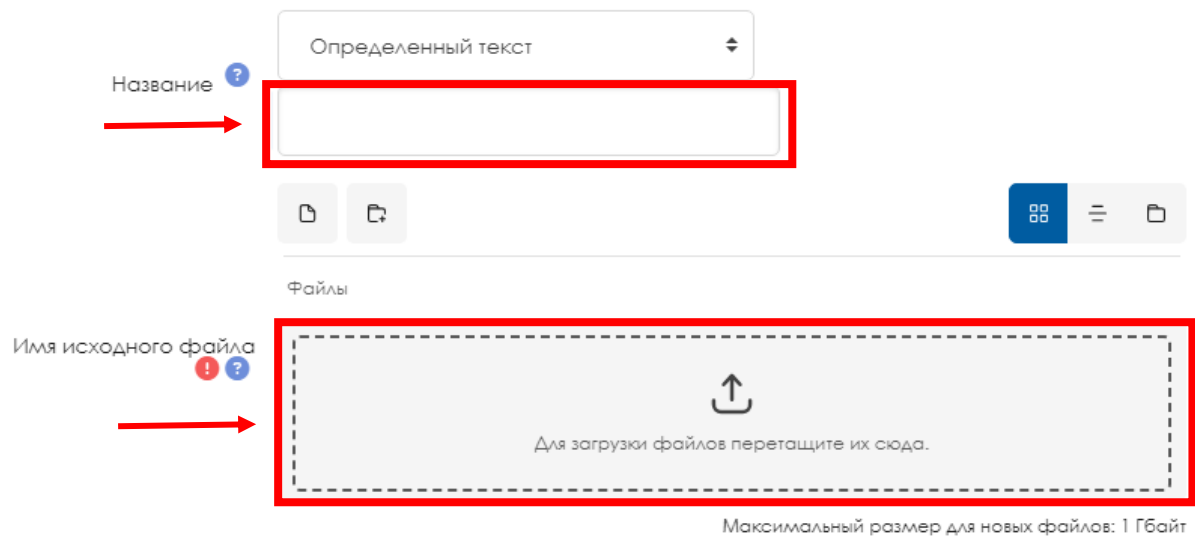 Определенный текст
Название
Файлы
Имя исходного файла
Для загрузки файлов перетащите их сюда.
Максимальный размер для новых файлов: 1 Гбайт